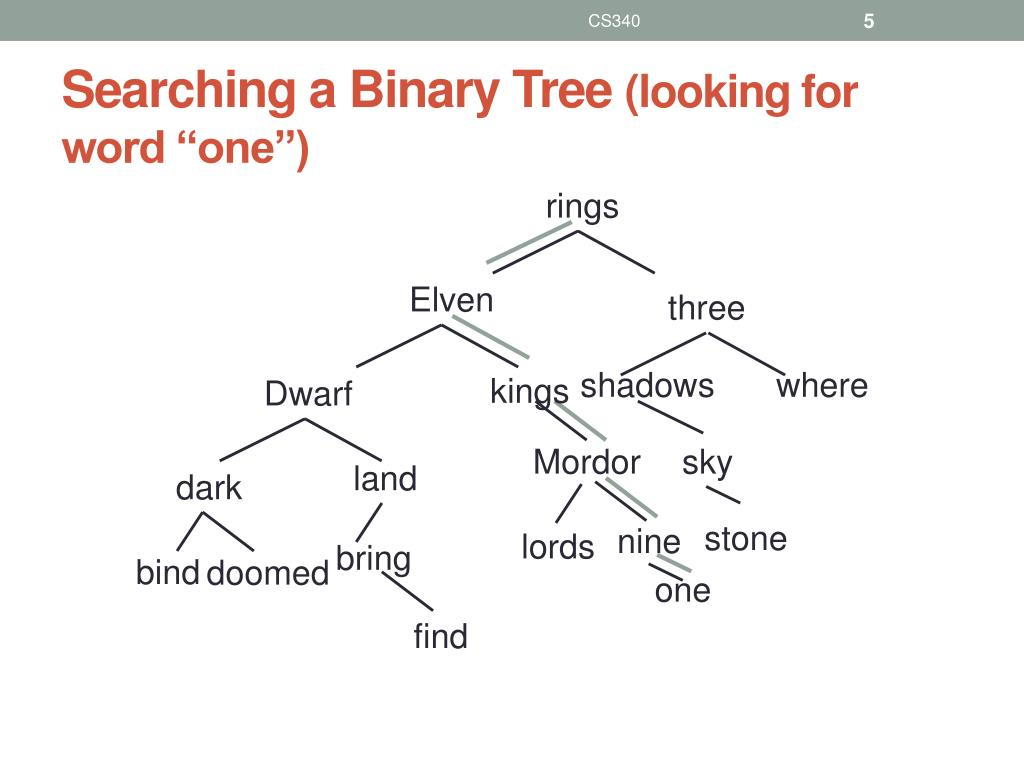 CS340 5
Searching a Binary Tree (looking for
word “one”)
rings
Elven three
Dwarf kings shadows where
dark land Mordor sky
bind doomed bring lords nine stone
find one